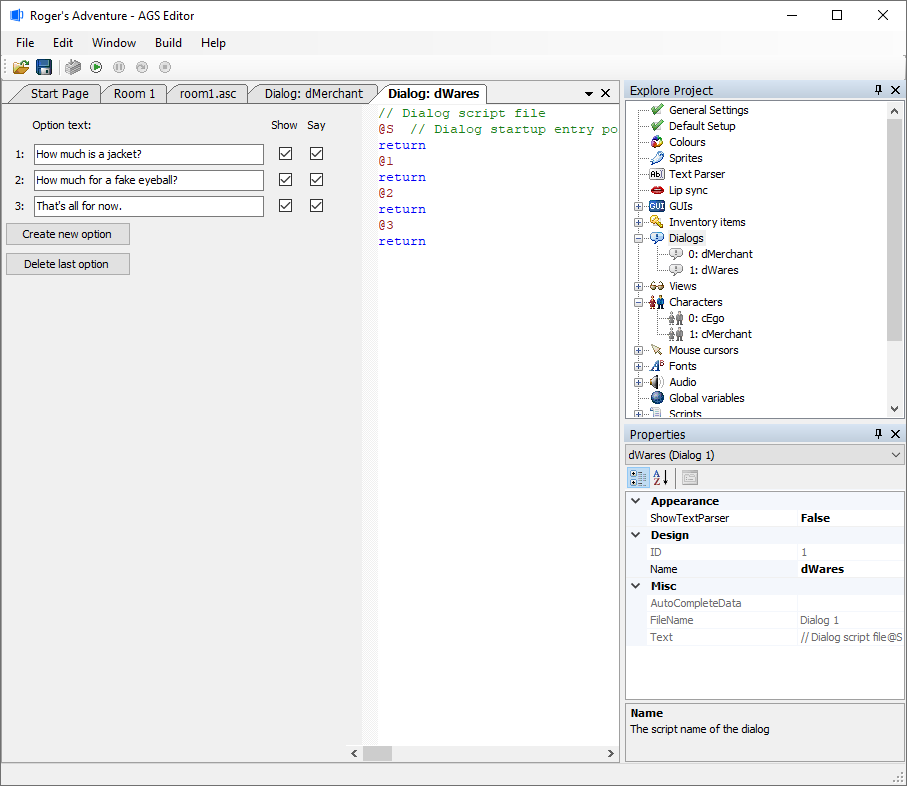 Roger's Adventure - AGS Editor
File Edit Window Build Help
Start Page Room 1 room1.asc Dialog: dMerchant Dialog: dWares
Option text: Show Say
1: How much is a jacket?
2: How much for a fake eyeball?
3: That's all for now.
Create new option
Delete last option
// Dialog script file
@S // Dialog startup entry po
return
@1
return
@2
return
@3
return
Explore Project
General Settings
Default Setup
Colours
Sprites
Ab| Text Parser
Lip sync
GUI GUIs
Inventory items
Dialogs
0: dMerchant
1: dWares
Views
Characters
0: cEgo
1: cMerchant
Mouse cursors
Fonts
Audio
Global variables
Scripts
Properties
dWares (Dialog 1)
Appearance
ShowTextParser False
Design
ID 1
Name dWares
Misc
AutoCompleteData
FileName Dialog 1
Text // Dialog script file@S
Name
The script name of the dialog